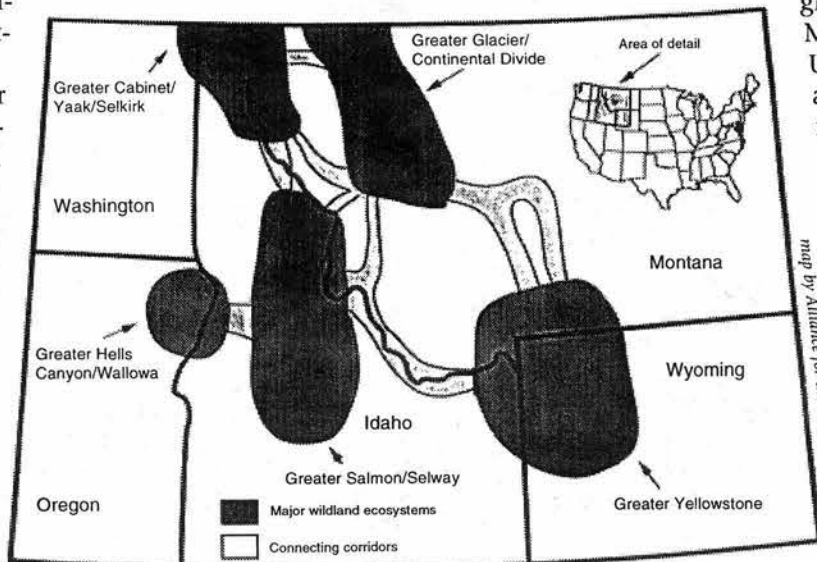 Greater Cabinet/
Yaak/Selkirk
Greater Glacier/
Continental Divide
Area of detail
Washington
Montana
Greater Hells
Canyon/Wallowa
Wyoming
Idaho
Greater Salmon/Selway
Greater Yellowstone
Oregon
Major wildland ecosystems
Connecting corridors
map by Alliance for